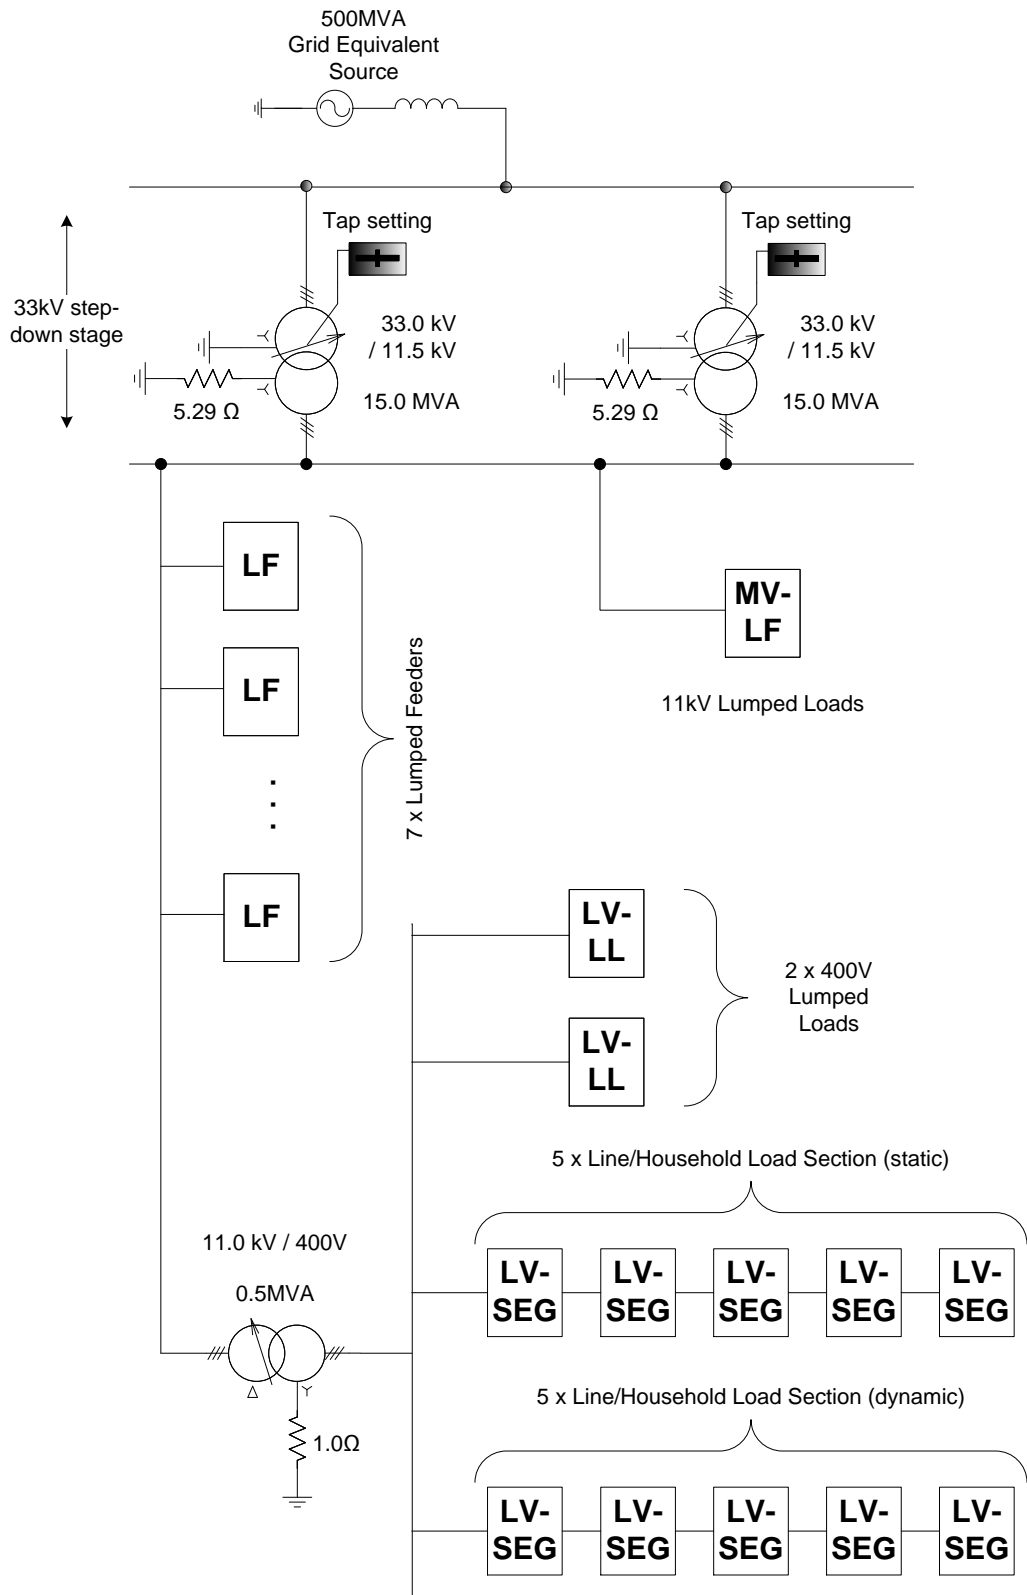 500MVA
Grid Equivalent
Source
Tap setting
Tap setting
33kV step-
down stage
33.0 kV
/ 11.5 kV
33.0 kV
/ 11.5 kV
15.0 MVA
15.0 MVA
5.29 Ω
5.29 Ω
LF
LF
LF
7 x Lumped Feeders
MV-
LF
11kV Lumped Loads
LV-
LL
LV-
LL
2 x 400V
Lumped
Loads
5 x Line/Household Load Section (static)
11.0 kV / 400V
0.5MVA
LV-
SEG
LV-
SEG
LV-
SEG
LV-
SEG
LV-
SEG
Δ
1.0Ω
5 x Line/Household Load Section (dynamic)
LV-
SEG
LV-
SEG
LV-
SEG
LV-
SEG
LV-
SEG